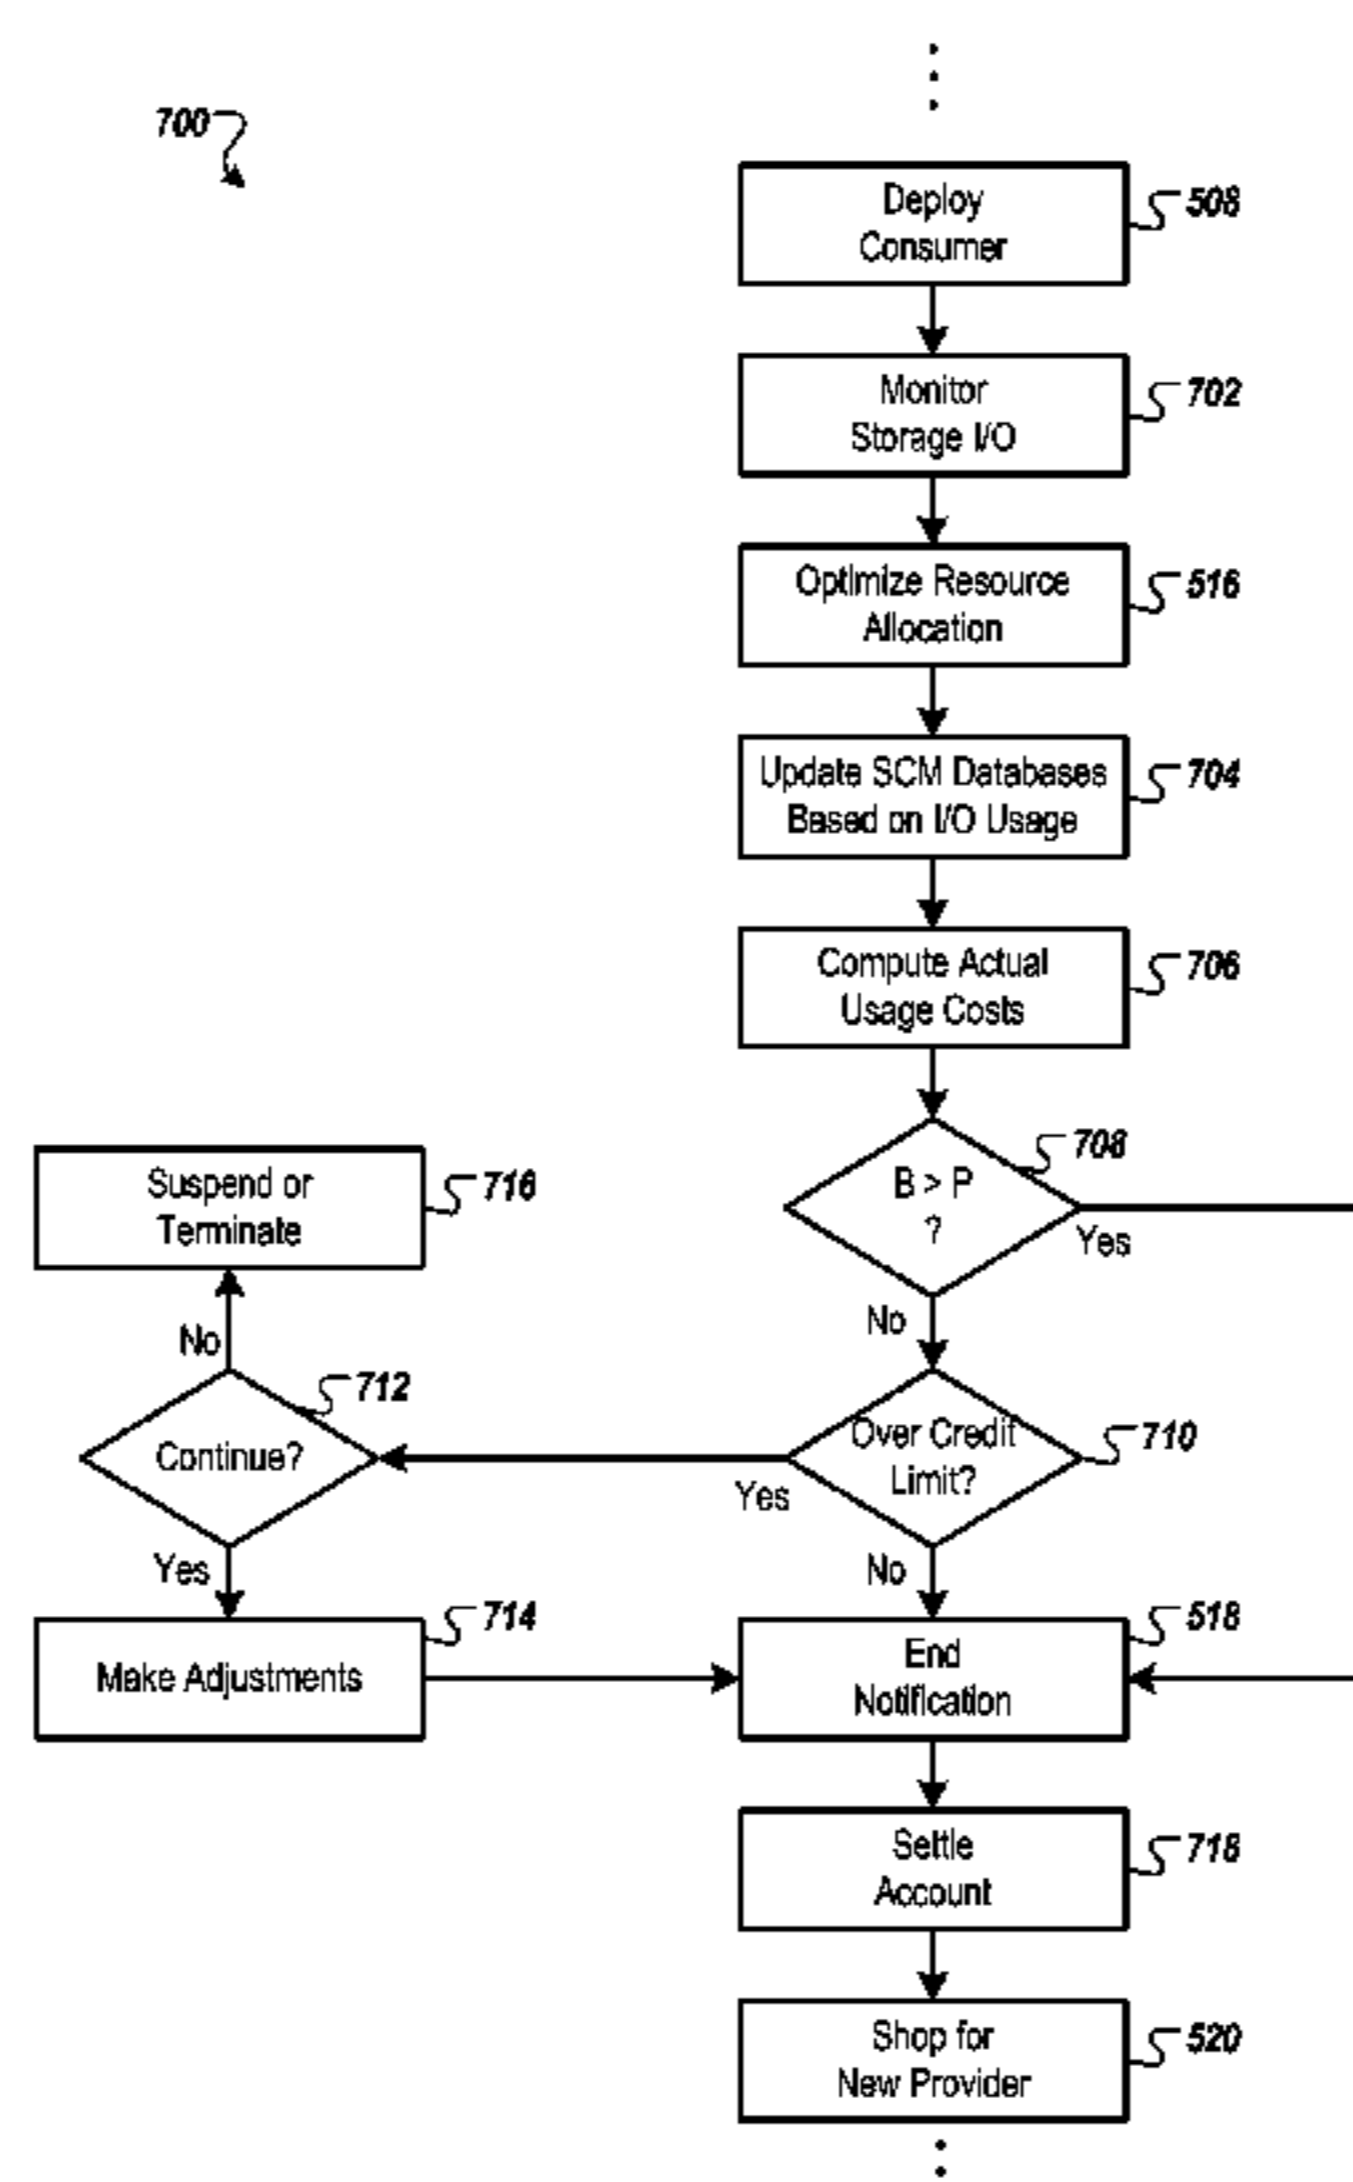 700
Deploy
Consumer
508
Monitor
Storage I/O
702
Optimize Resource
Allocation
516
Update SCM Databases
Based on I/O Usage
704
Compute Actual
Usage Costs
706
B > P
?
708
Yes
No
Suspend or
Terminate
716
No
Continue?
712
Over Credit
Limit?
710
Yes
Yes
No
Make Adjustments
714
End
Notification
518
Settle
Account
718
Shop for
New Provider
520